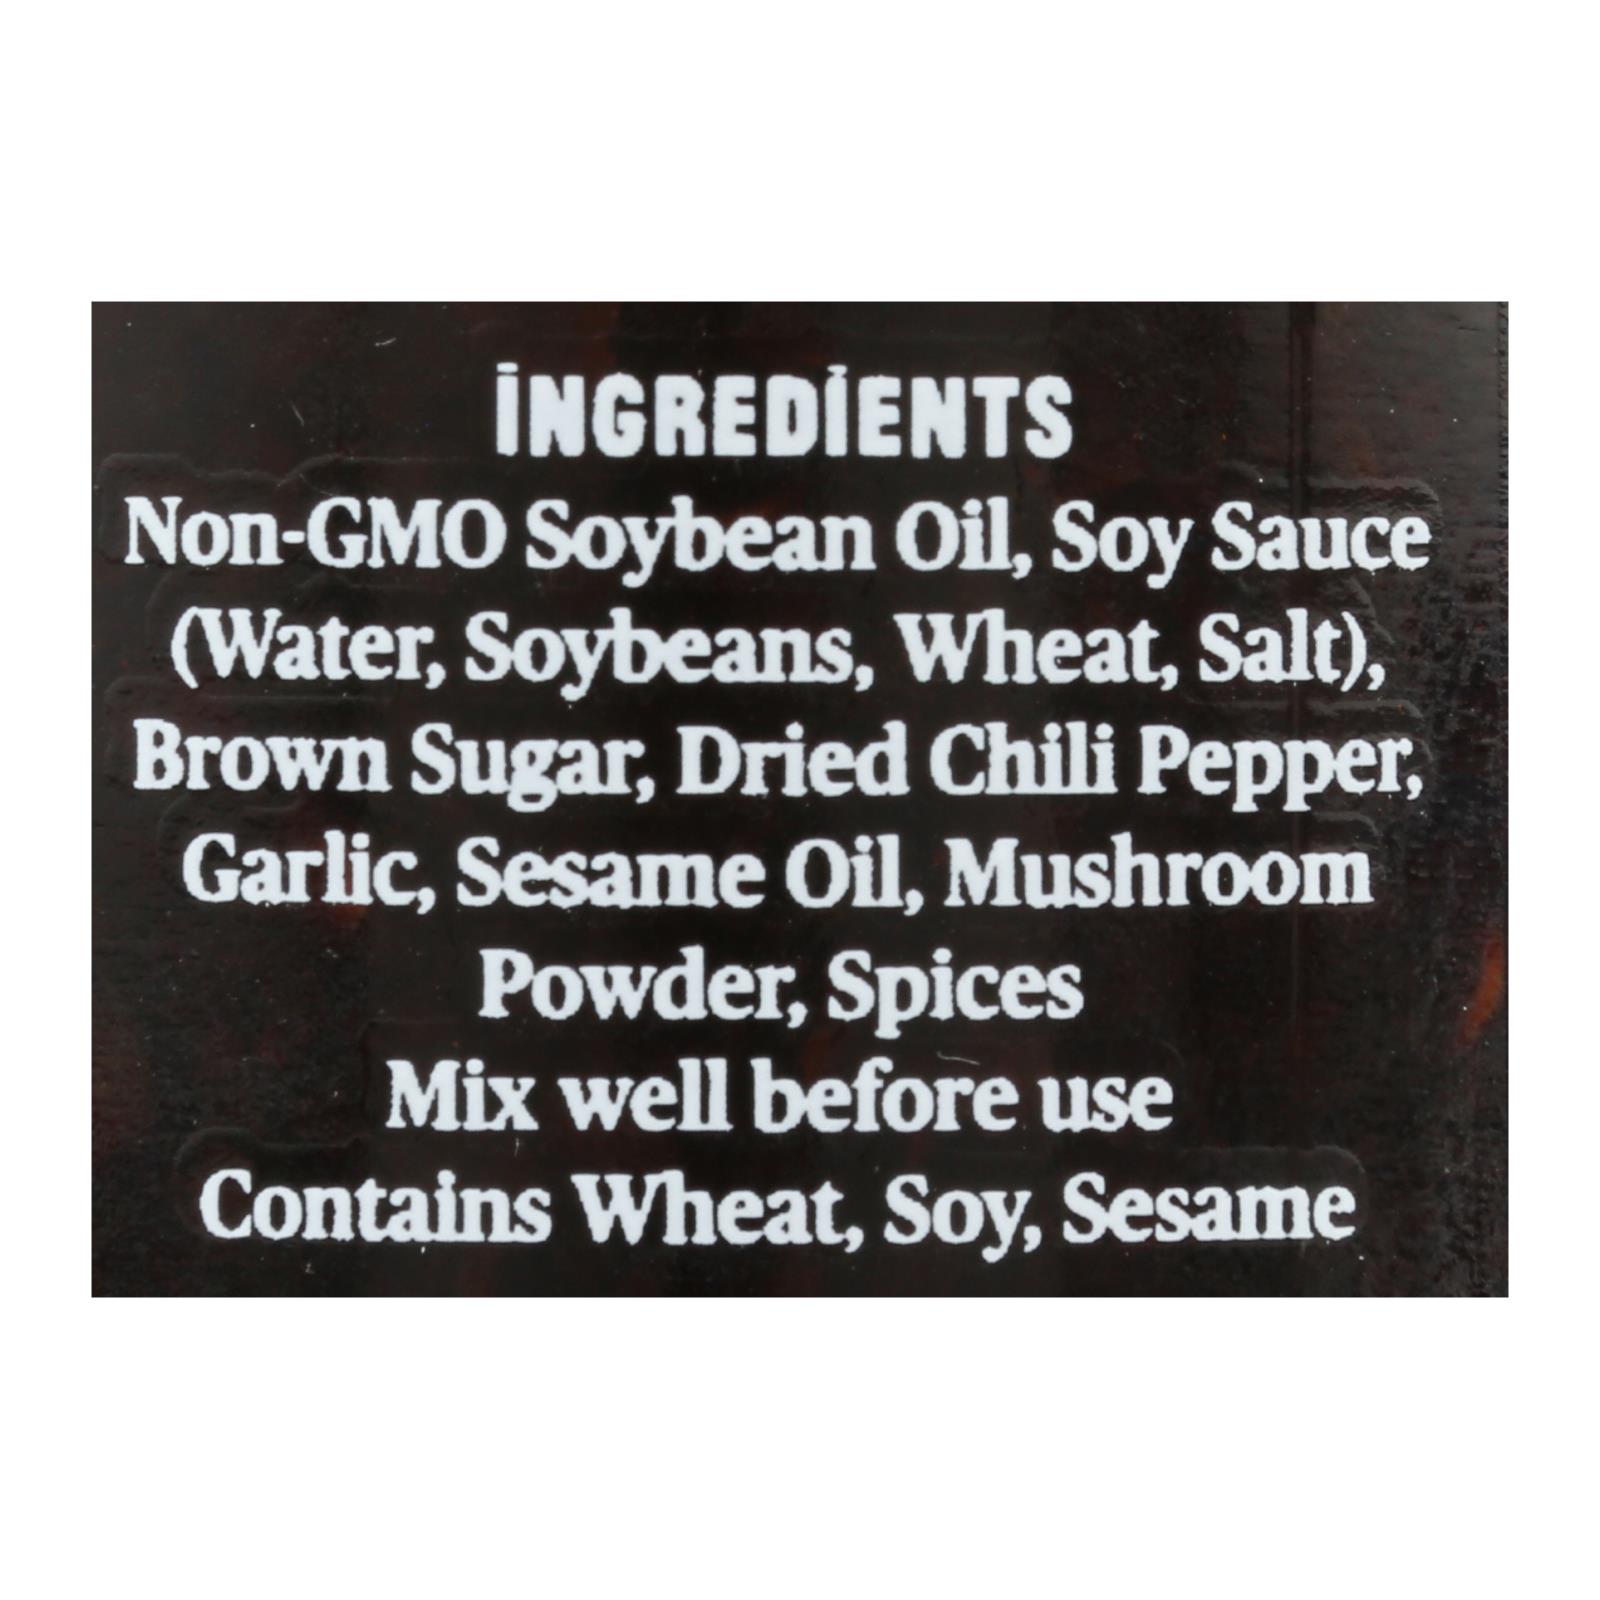 iNGREDiENTS
Non-GMO Soybean Oil, Soy Sauce
(Water, Soybeans, Wheat, Salt),
Brown Sugar, Dried Chili Pepper,
Garlic, Sesame Oil, Mushroom
Powder, Spices
Mix well before use
Contains Wheat, Soy, Sesame